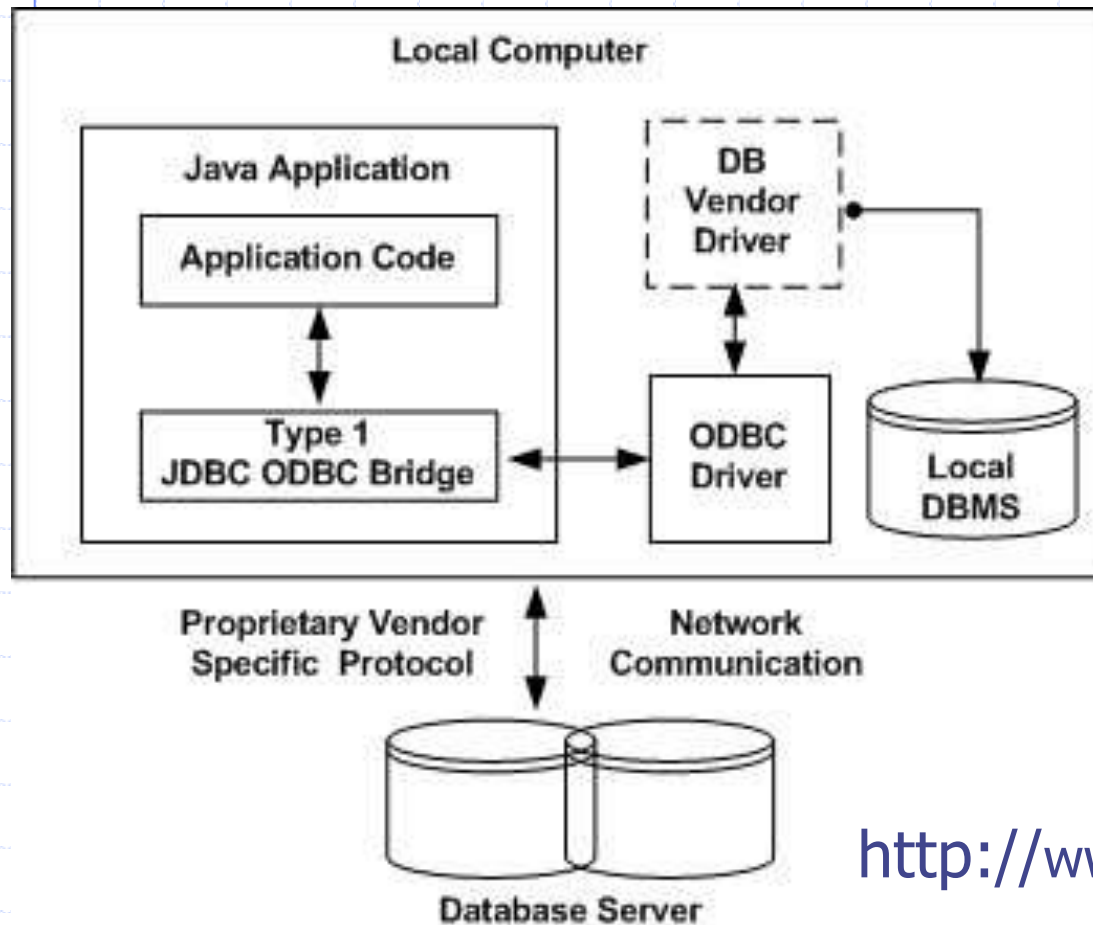 Local Computer
Java Application
Application Code
Type 1
JDBC ODBC Bridge
DB
Vendor
Driver
ODBC
Driver
Local
DBMS
Proprietary Vendor
Specific Protocol
Network
Communication
Database Server
http://w